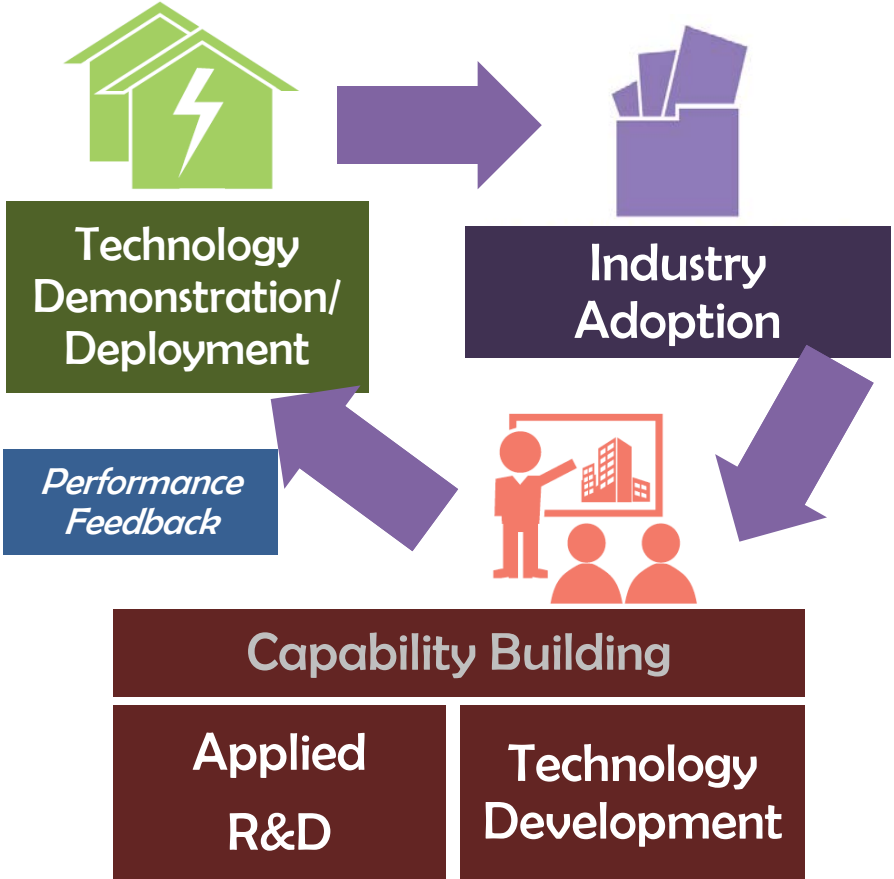 Technology
Demonstration/
Deployment
Industry
Adoption
Performance
Feedback
Capability Building
Applied
R&D
Technology
Development